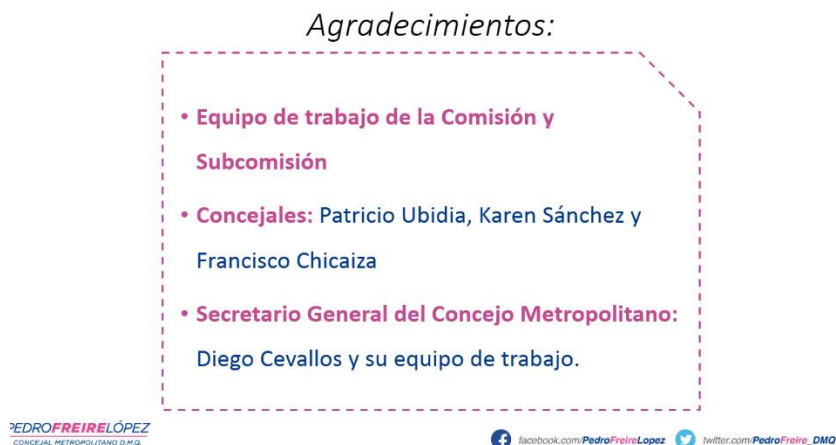 Agradecimientos:
• Equipo de trabajo de la Comisión y
Subcomisión
• Concejales: Patricio Ubidia, Karen Sánchez y
Francisco Chicaiza
• Secretario General del Concejo Metropolitano:
Diego Cevallos y su equipo de trabajo.
PEDROFREIRELÓPEZ
CONCEJAL METROPOLITANO D.M.Q.
facebook.com/PedroFreireLopez
twitter.com/PedroFreire_DMQ